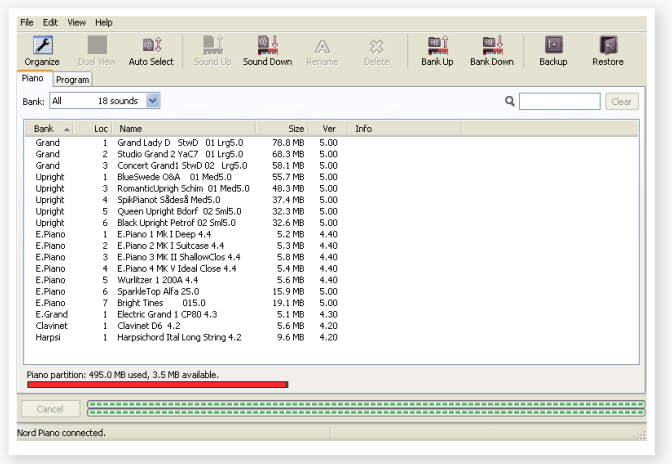 File Edit View Help
Organize Dual View Auto Select Sound Up Sound Down Rename Delete Bank Up Bank Down Backup Restore
Piano Program
Bank: All 18 sounds Clear
Bank Loc Name Size Ver Info
Grand 1 Grand Lady D StwD 01 Lrg5.0 78.8 MB 5.00
Grand 2 Studio Grand 2 YaC7 01 Lrg5.0 68.3 MB 5.00
Grand 3 Concert Grand1 StwD 02 Lrg5.0 58.1 MB 5.00
Upright 1 BlueSwede O&A 01 Med5.0 55.7 MB 5.00
Upright 3 RomanticUprigh Schim 01 Med5.0 48.3 MB 5.00
Upright 4 SpikPianot Sådeså Med5.0 37.4 MB 5.00
Upright 5 Queen Upright Bdorf 02 Sml5.0 32.3 MB 5.00
Upright 6 Black Upright Petrof 02 Sml5.0 32.6 MB 5.00
E.Piano 1 E.Piano 1 Mk I Deep 4.4 5.2 MB 4.40
E.Piano 2 E.Piano 2 MK I Suitcase 4.4 5.3 MB 4.40
E.Piano 3 E.Piano 3 MK II ShallowClos 4.4 5.8 MB 4.40
E.Piano 4 E.Piano 4 MK V Ideal Close 4.4 5.4 MB 4.40
E.Piano 5 Wurlitzer 1 200A 4.4 5.6 MB 4.40
E.Piano 6 SparkleTop Alfa 25.0 15.9 MB 5.00
E.Piano 7 Bright Tines 015.0 19.1 MB 5.00
E.Grand 1 Electric Grand 1 CP80 4.3 5.1 MB 4.30
Clavinet 1 Clavinet D6 4.2 5.6 MB 4.20
Harpsi 1 Harpsichord Ital Long String 4.2 9.6 MB 4.20
Piano partition: 495.0 MB used, 3.5 MB available.
Cancel
Nord Piano connected.